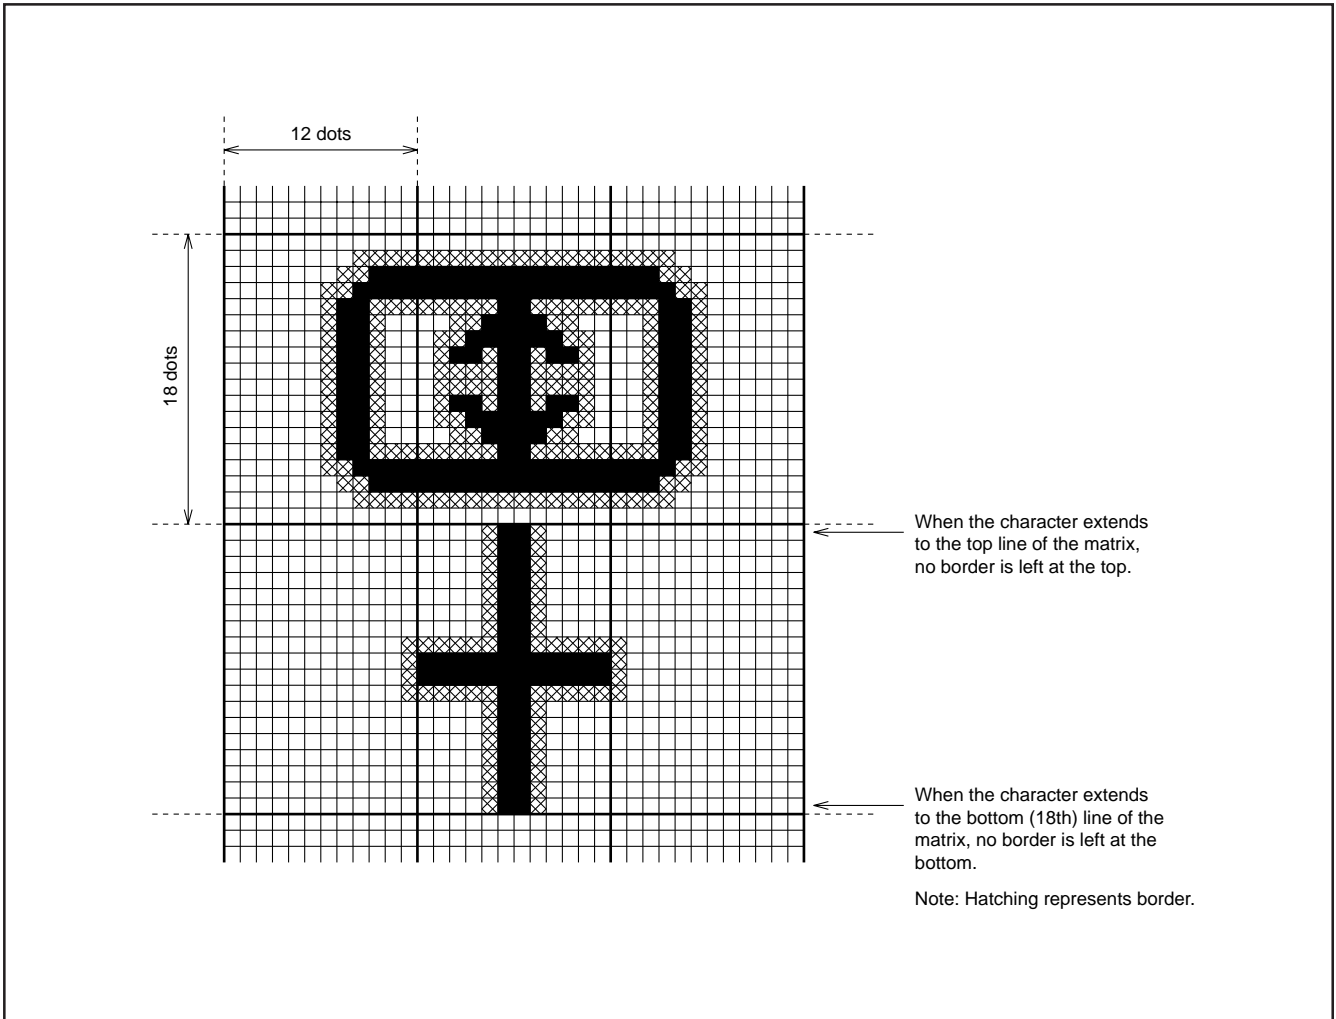 12 dots
18 dots
When the character extends
to the top line of the matrix,
no border is left at the top.
When the character extends
to the bottom (18th) line of the
matrix, no border is left at the
bottom.
Note: Hatching represents border.